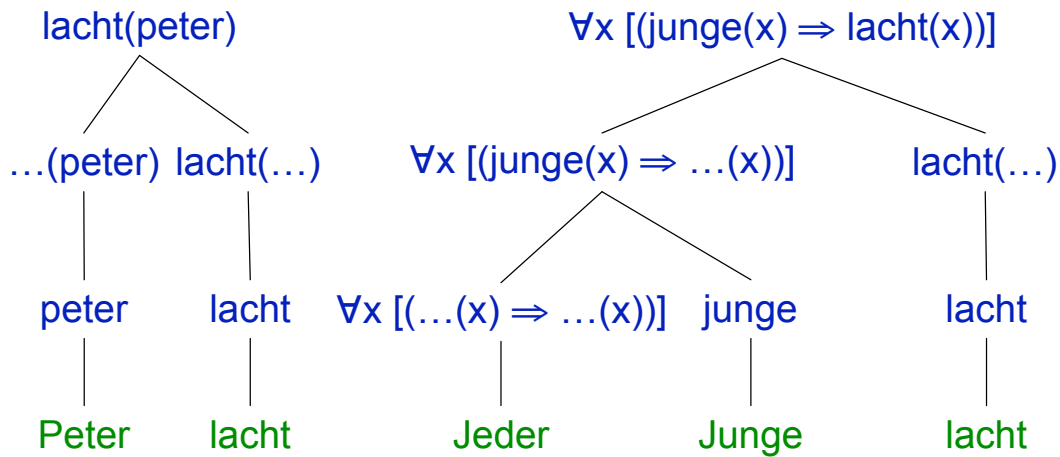 lacht(peter) ∀x [(junge(x) ⇒ lacht(x))]
…(peter) lacht(…) ∀x [(junge(x) ⇒ …(x))] lacht(…)
peter lacht ∀x [(…(x) ⇒ …(x))] junge lacht
Peter lacht Jeder Junge lacht